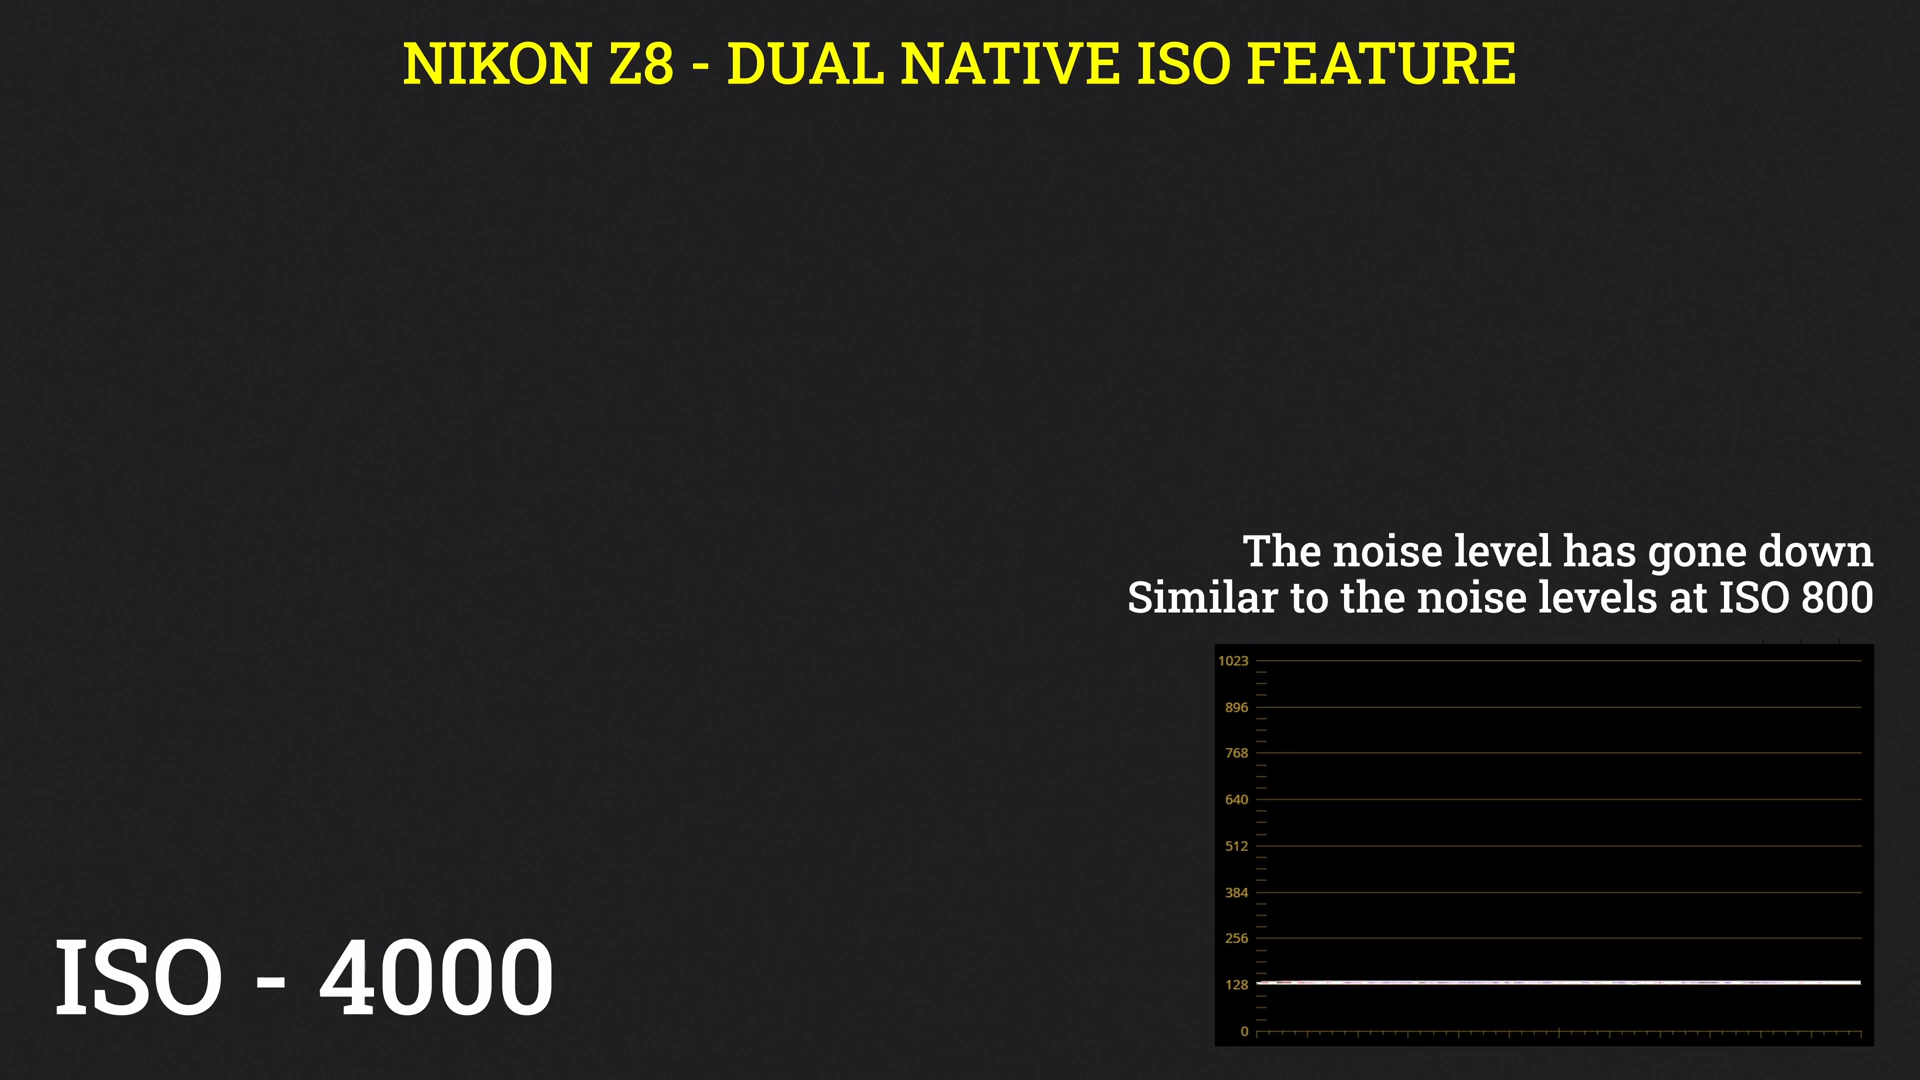 NIKON Z8 - DUAL NATIVE ISO FEATURE
The noise level has gone down
Similar to the noise levels at ISO 800
1023
896
768
640
512
384
256
128
0
ISO - 4000